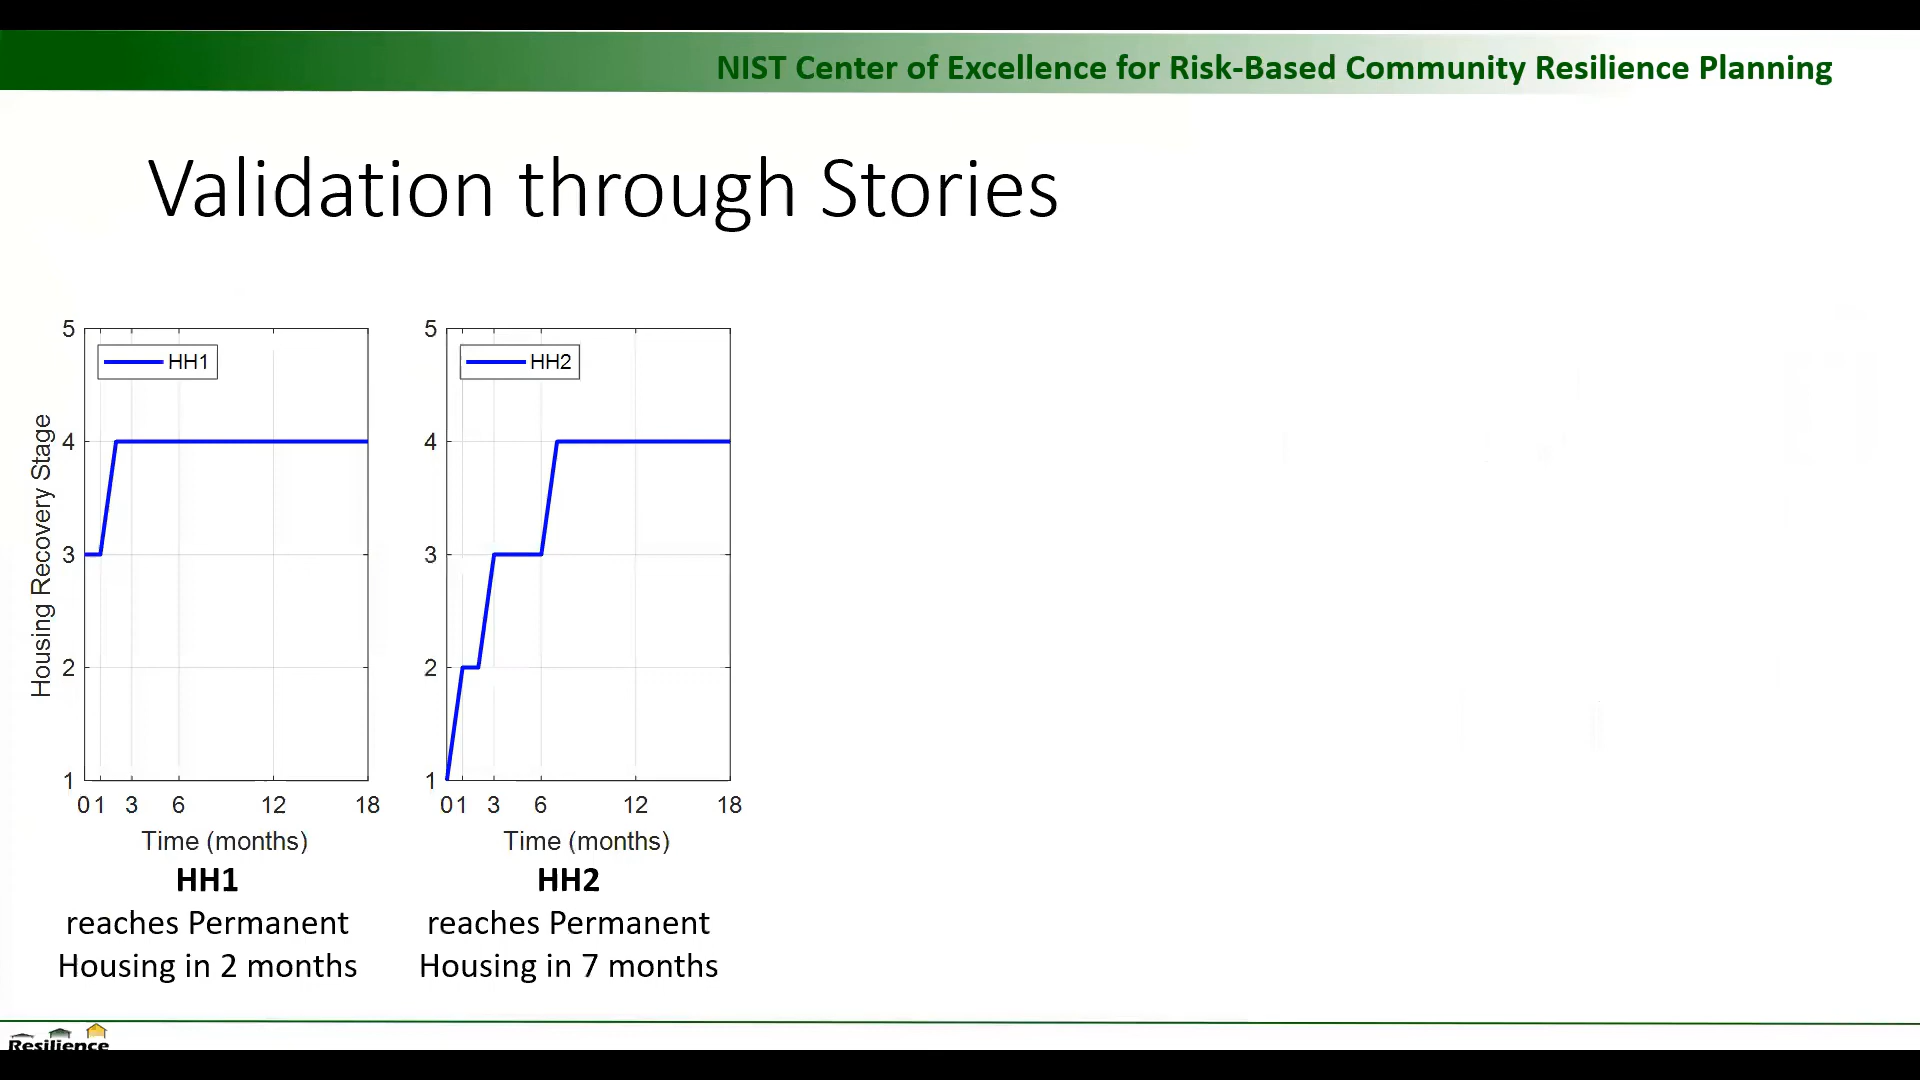 NIST Center of Excellence for Risk-Based Community Resilience Planning
Validation through Stories
Housing Recovery Stage
5
4
3
2
1
HH1
0 1 3 6 12 18
Time (months)
HH1
reaches Permanent
Housing in 2 months
5
4
3
2
1
HH2
0 1 3 6 12 18
Time (months)
HH2
reaches Permanent
Housing in 7 months
Resilience